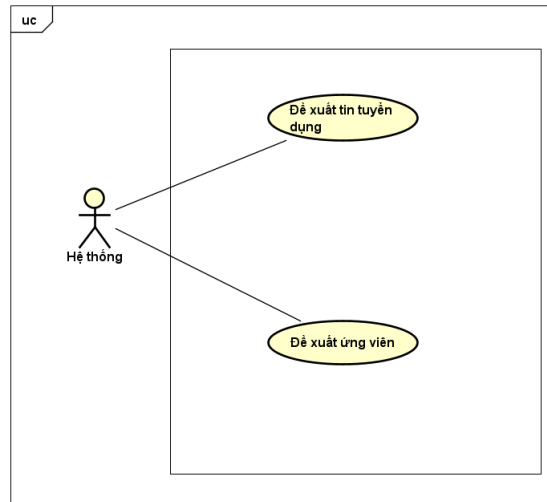 uc
Đề xuất tin tuyển
dụng
Hệ thống
Đề xuất ứng viên